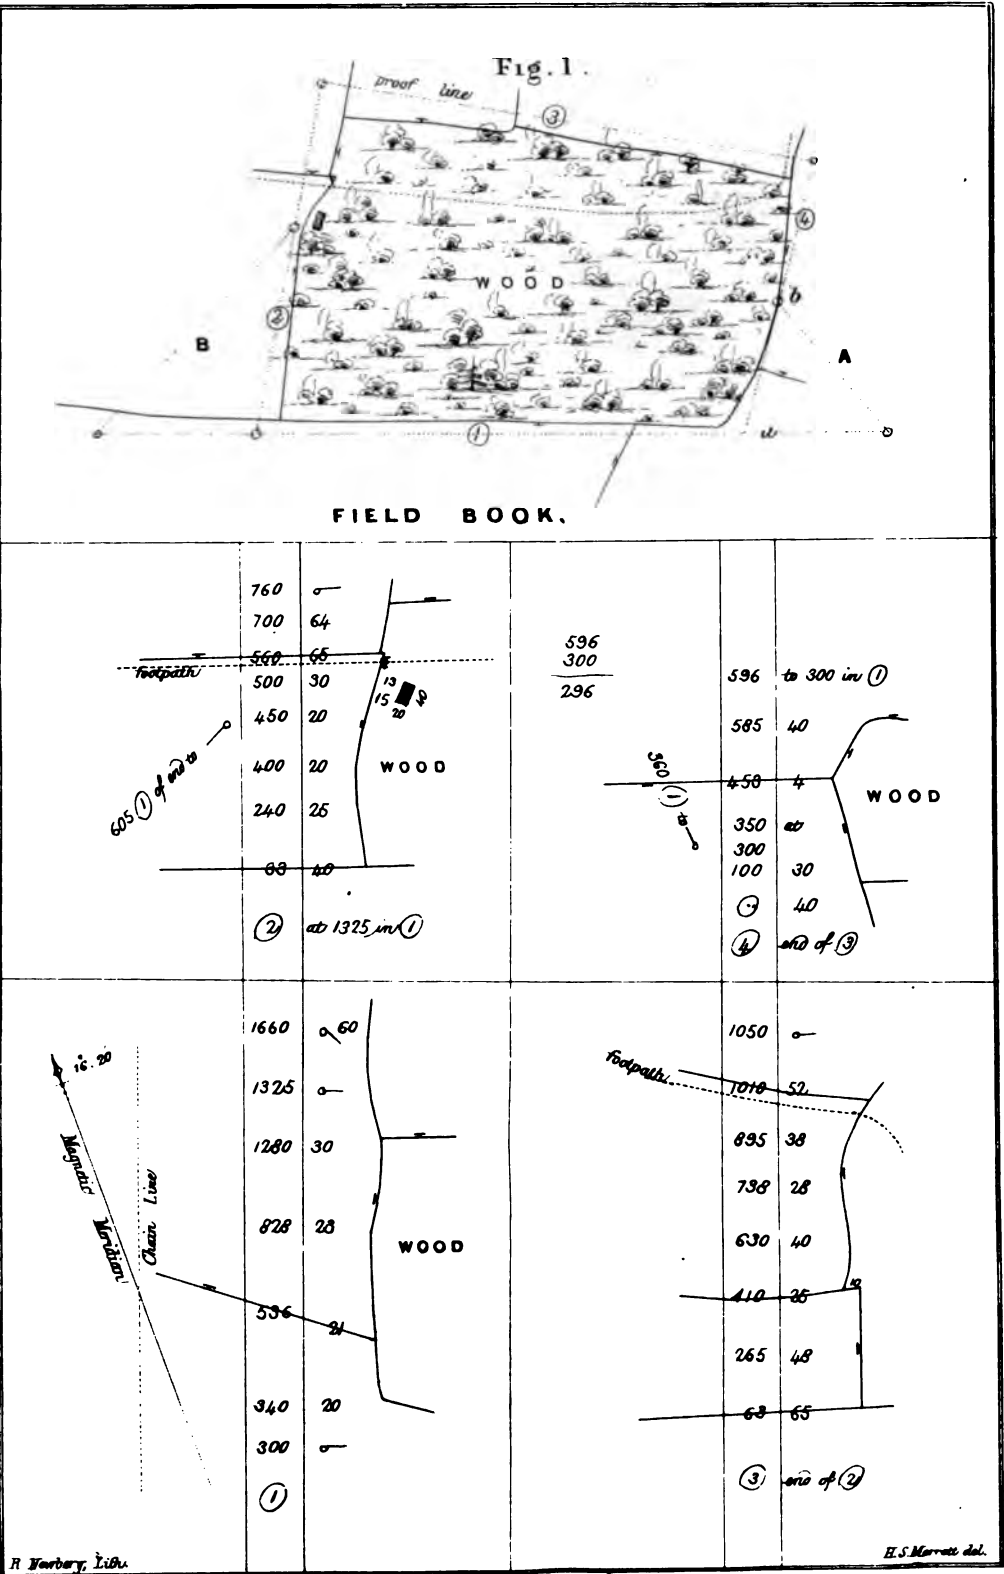 Fig. 1.
proof line
3
4
WOOD
2
b
B
A
1
a
FIELD BOOK.
760
700 64
560 65
footpath
500 30
13
15 20 40
450 20
605 1 of end to
400 20
WOOD
240 25
63 40
2 at 1325 in 1
596
300
296
596 to 300 in 1
585 40
360 1 to
450 4
WOOD
350 at
300
100 30
40
4 end of 3
1660 60
16.20
1325
1280 30
Magnetic Meridian
Chain Line
828 28
WOOD
536 21
340 20
300
1
1050
footpath
1010 52
895 38
738 28
630 40
410 25
10
265 48
63 65
3 end of 2
R Newbery, Lith.
H.S. Merrett del.